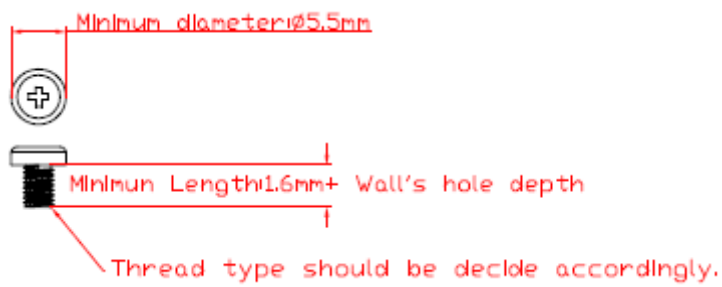 Minimum diameter:Ø5.5mm
Minimun Length:1.6mm+ Wall's hole depth
Thread type should be decide accordingly.